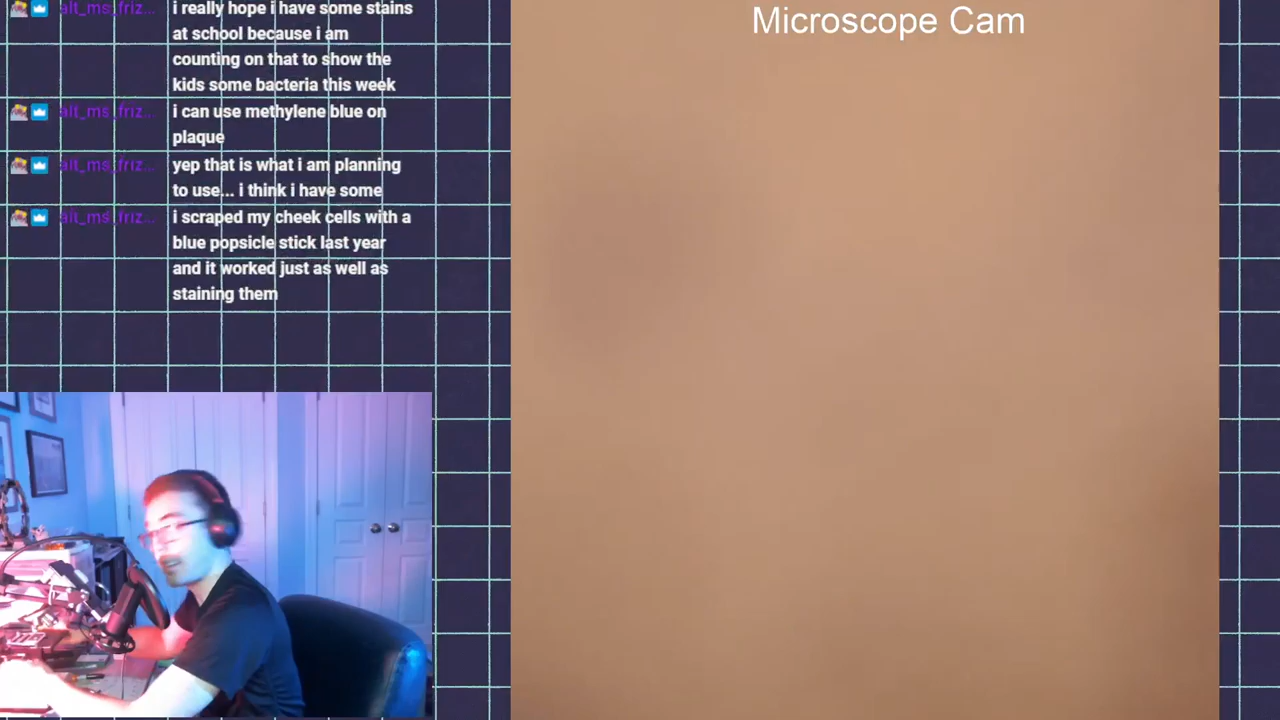 Microscope Cam
i really hope i have some stains
at school because i am
counting on that to show the
kids some bacteria this week
alt_ms_friz... i can use methylene blue on
plaque
alt_ms_friz... yep that is what i am planning
to use... i think i have some
alt_ms_friz... i scraped my cheek cells with a
blue popsicle stick last year
and it worked just as well as
staining them